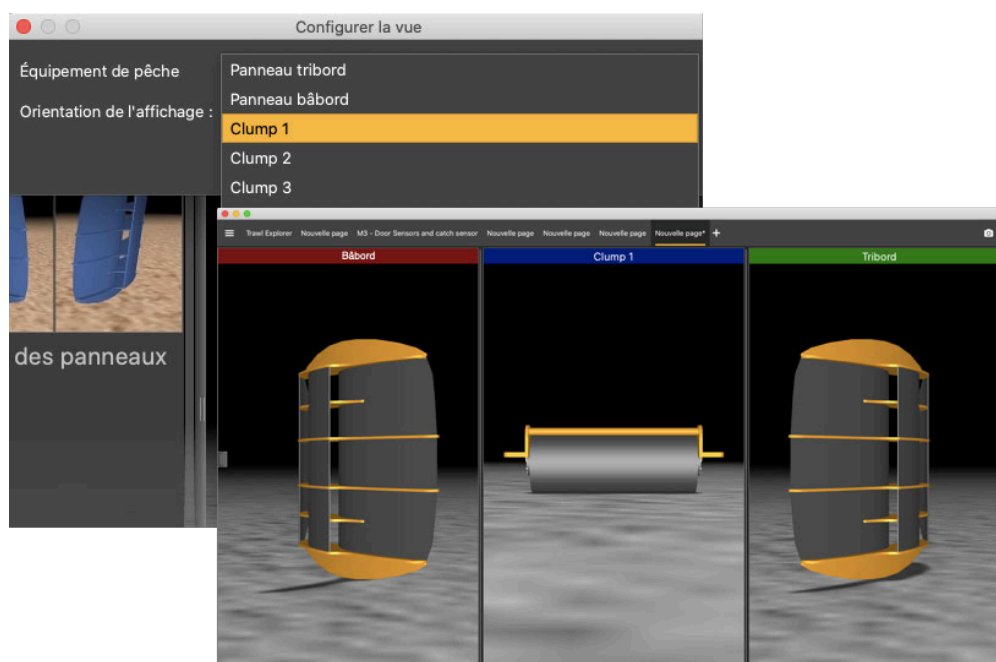 Configurer la vue
Équipement de pêche
Orientation de l'affichage :
Panneau tribord
Panneau bâbord
Clump 1
Clump 2
Clump 3
des panneaux
Trawl Explorer Nouvelle page M3 - Door Sensors and catch sensor Nouvelle page Nouvelle page Nouvelle page Nouvelle page* +
Bâbord Clump 1 Tribord